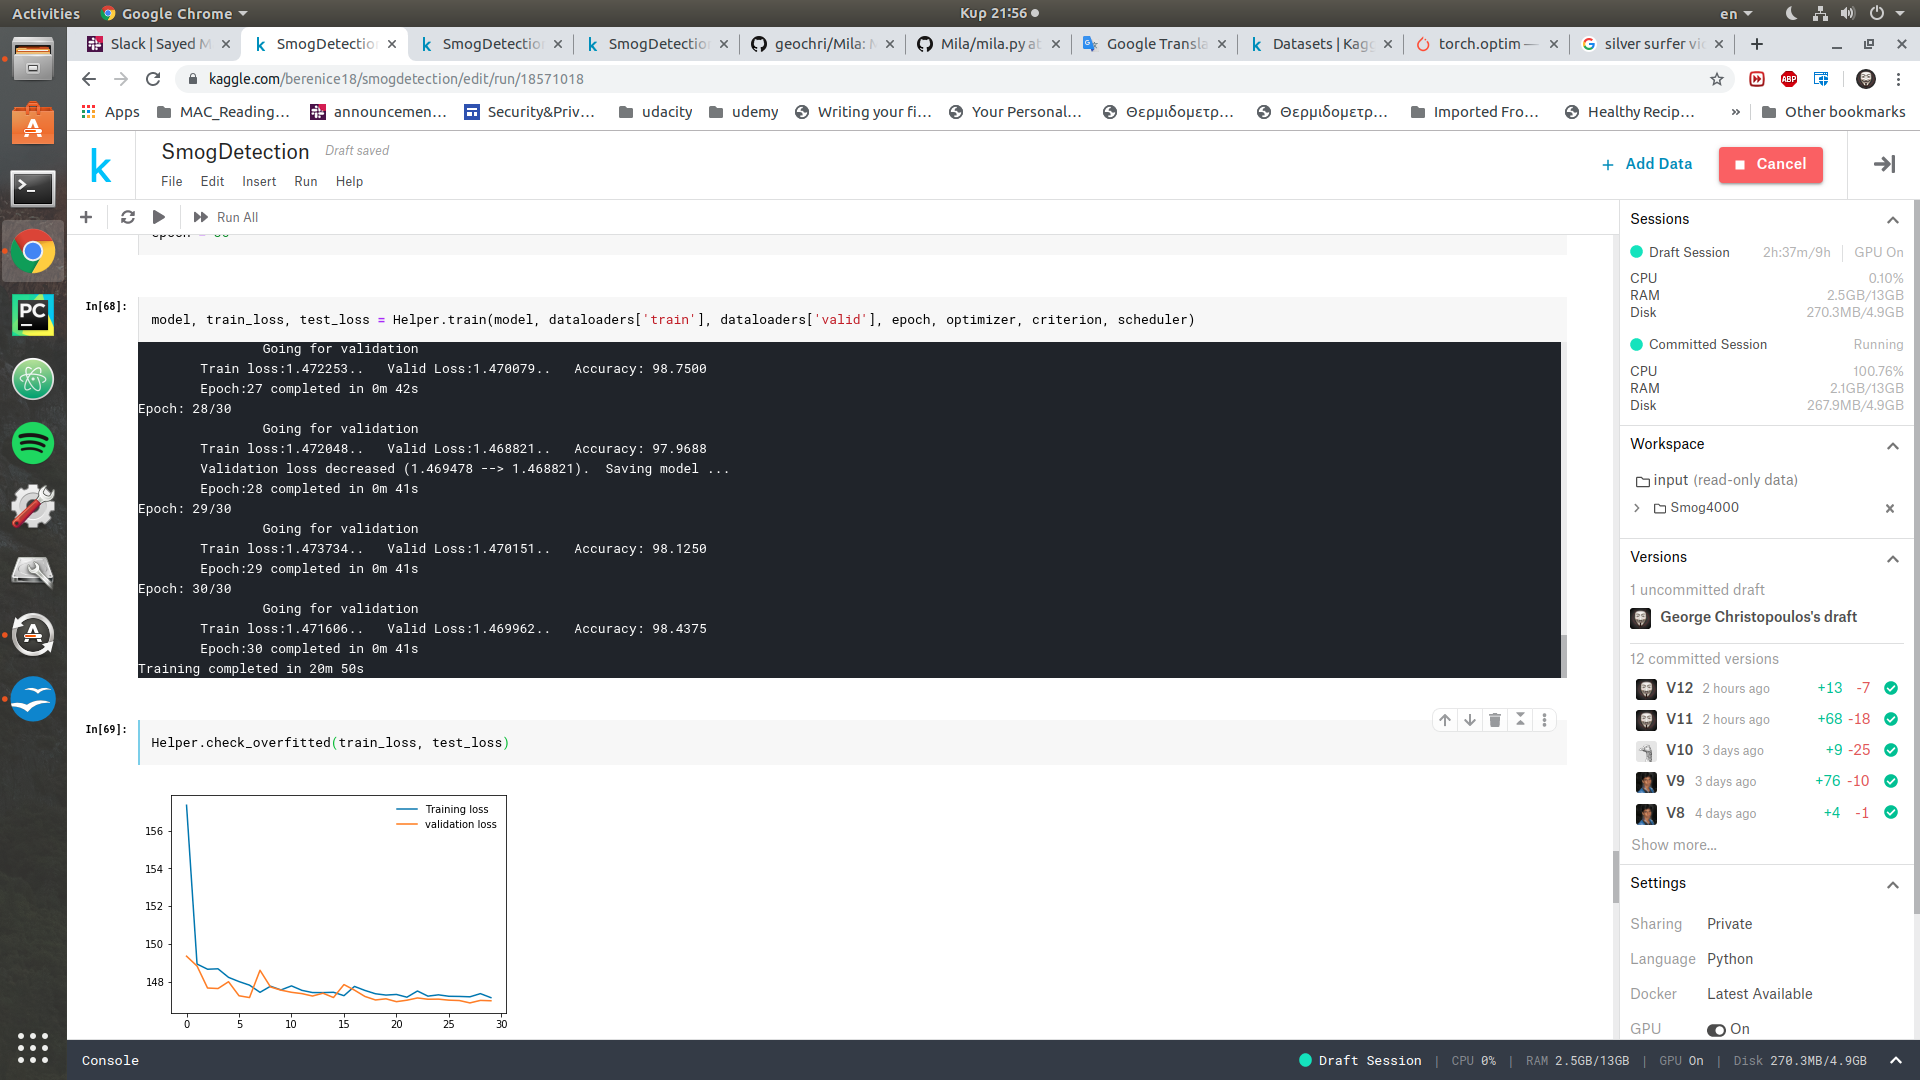 Activities
Google Chrome
Κυρ 21:56
en
Slack | Sayed M
SmogDetectio
SmogDetectio
SmogDetectio
geochri/Mila: M
Mila/mila.py at
Google Transla
Datasets | Kagg
torch.optim —
silver surfer vi
kaggle.com/berenice18/smogdetection/edit/run/18571018
Apps
MAC_Reading...
announcemen...
Security&Priv...
udacity
udemy
Writing your fi...
Your Personal...
Θερμιδομετρ...
Θερμιδομετρ...
Imported Fro...
Healthy Recip...
»
Other bookmarks
k
SmogDetection
Draft saved
File
Edit
Insert
Run
Help
+ Add Data
Cancel
Run All
In[68]:
model, train_loss, test_loss = Helper.train(model, dataloaders['train'], dataloaders['valid'], epoch, optimizer, criterion, scheduler)
Going for validation
Train loss:1.472253.. Valid Loss:1.470079.. Accuracy: 98.7500
Epoch:27 completed in 0m 42s
Epoch: 28/30
Going for validation
Train loss:1.472048.. Valid Loss:1.468821.. Accuracy: 97.9688
Validation loss decreased (1.469478 --> 1.468821). Saving model ...
Epoch:28 completed in 0m 41s
Epoch: 29/30
Going for validation
Train loss:1.473734.. Valid Loss:1.470151.. Accuracy: 98.1250
Epoch:29 completed in 0m 41s
Epoch: 30/30
Going for validation
Train loss:1.471606.. Valid Loss:1.469962.. Accuracy: 98.4375
Epoch:30 completed in 0m 41s
Training completed in 20m 50s
In[69]:
Helper.check_overfitted(train_loss, test_loss)
Training loss
validation loss
156
154
152
150
148
0 5 10 15 20 25 30
Sessions
Draft Session 2h:37m/9h GPU On
CPU 0.10%
RAM 2.5GB/13GB
Disk 270.3MB/4.9GB
Committed Session Running
CPU 100.76%
RAM 2.1GB/13GB
Disk 267.9MB/4.9GB
Workspace
input (read-only data)
Smog4000
Versions
1 uncommitted draft
George Christopoulos's draft
12 committed versions
V12 2 hours ago +13 -7
V11 2 hours ago +68 -18
V10 3 days ago +9 -25
V9 3 days ago +76 -10
V8 4 days ago +4 -1
Show more...
Settings
Sharing Private
Language Python
Docker Latest Available
GPU On
Console
Draft Session | CPU 0% | RAM 2.5GB/13GB | GPU On | Disk 270.3MB/4.9GB